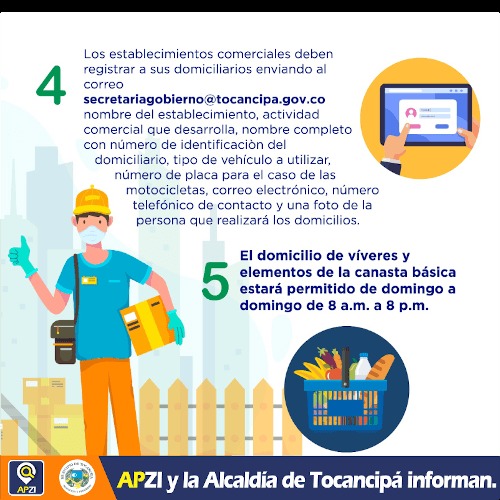 4
Los establecimientos comerciales deben
registrar a sus domiciliarios enviando al
correo
secretariagobierno@tocancipa.gov.co
nombre del establecimiento, actividad
comercial que desarrolla, nombre completo
con número de identificaciòn del
domiciliario, tipo de vehículo a utilizar,
número de placa para el caso de las
motocicletas, correo electrónico, número
telefónico de contacto y una foto de la
persona que realizará los domicilios.
5
El domicilio de víveres y
elementos de la canasta básica
estará permitido de domingo a
domingo de 8 a.m. a 8 p.m.
APZI
APZI y la Alcaldía de Tocancipá informan.